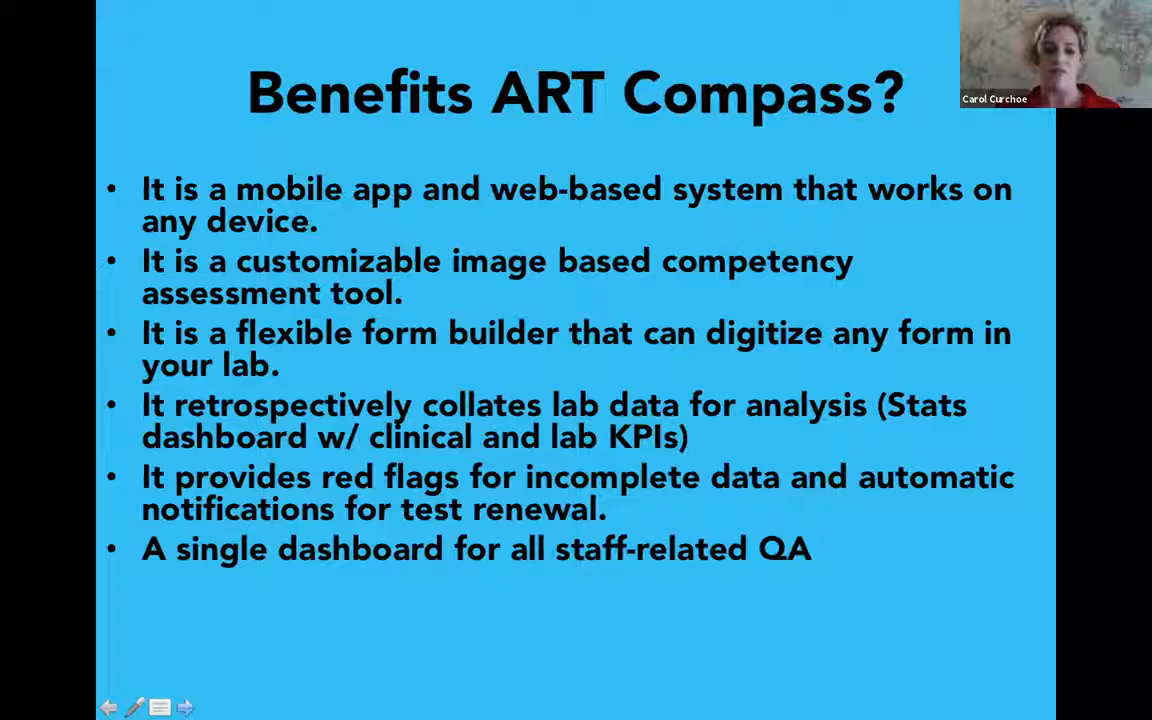 Benefits ART Compass?
Carol Curchoe
• It is a mobile app and web-based system that works on
any device.
• It is a customizable image based competency
assessment tool.
• It is a flexible form builder that can digitize any form in
your lab.
• It retrospectively collates lab data for analysis (Stats
dashboard w/ clinical and lab KPIs)
• It provides red flags for incomplete data and automatic
notifications for test renewal.
• A single dashboard for all staff-related QA